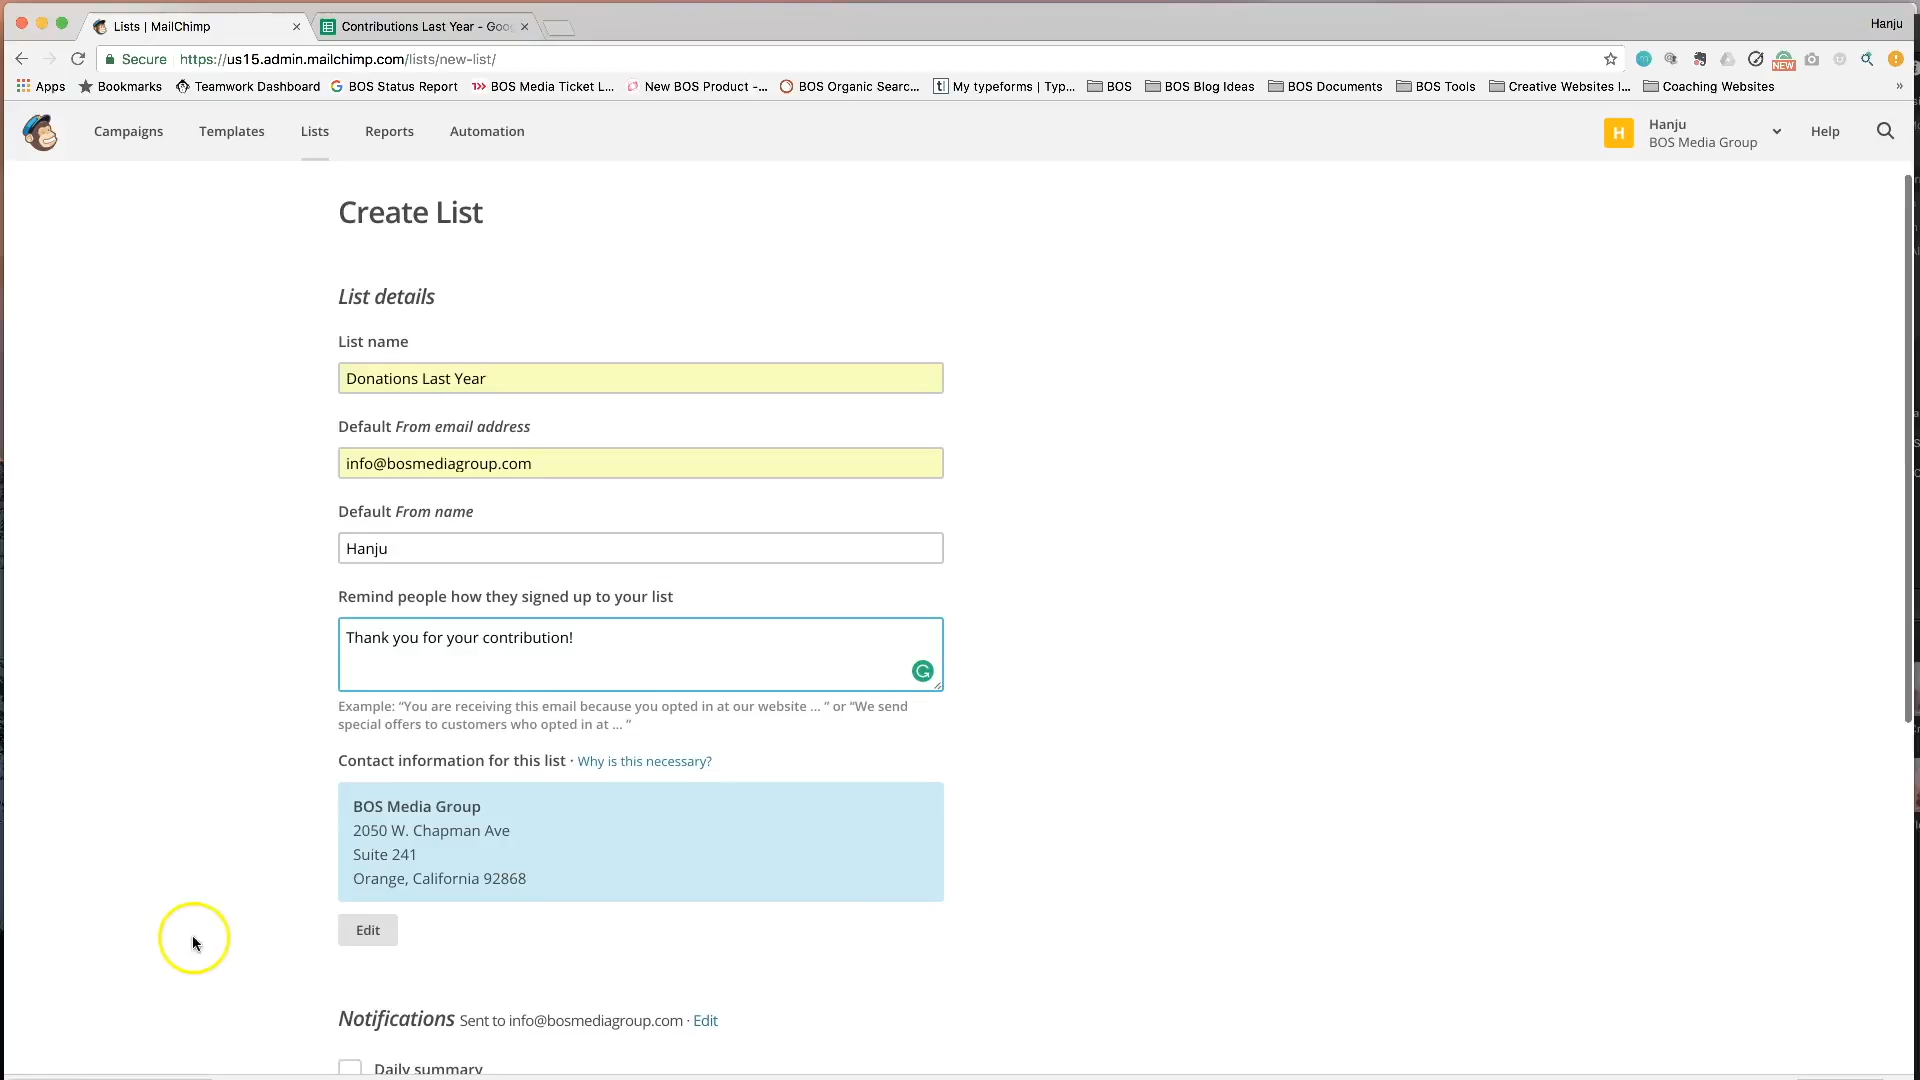 Lists | MailChimp
Contributions Last Year - Goo
Hanju
Secure https://us15.admin.mailchimp.com/lists/new-list/
NEW
Apps Bookmarks Teamwork Dashboard BOS Status Report BOS Media Ticket L... New BOS Product -... BOS Organic Searc... My typeforms | Typ... BOS BOS Blog Ideas BOS Documents BOS Tools Creative Websites I... Coaching Websites »
Campaigns Templates Lists Reports Automation
H Hanju
BOS Media Group
Help
Create List
List details
List name
Donations Last Year
Default From email address
info@bosmediagroup.com
Default From name
Hanju
Remind people how they signed up to your list
Thank you for your contribution!
Example: “You are receiving this email because you opted in at our website ... ” or “We send
special offers to customers who opted in at ... ”
Contact information for this list · Why is this necessary?
BOS Media Group
2050 W. Chapman Ave
Suite 241
Orange, California 92868
Edit
Notifications Sent to info@bosmediagroup.com · Edit
Daily summary